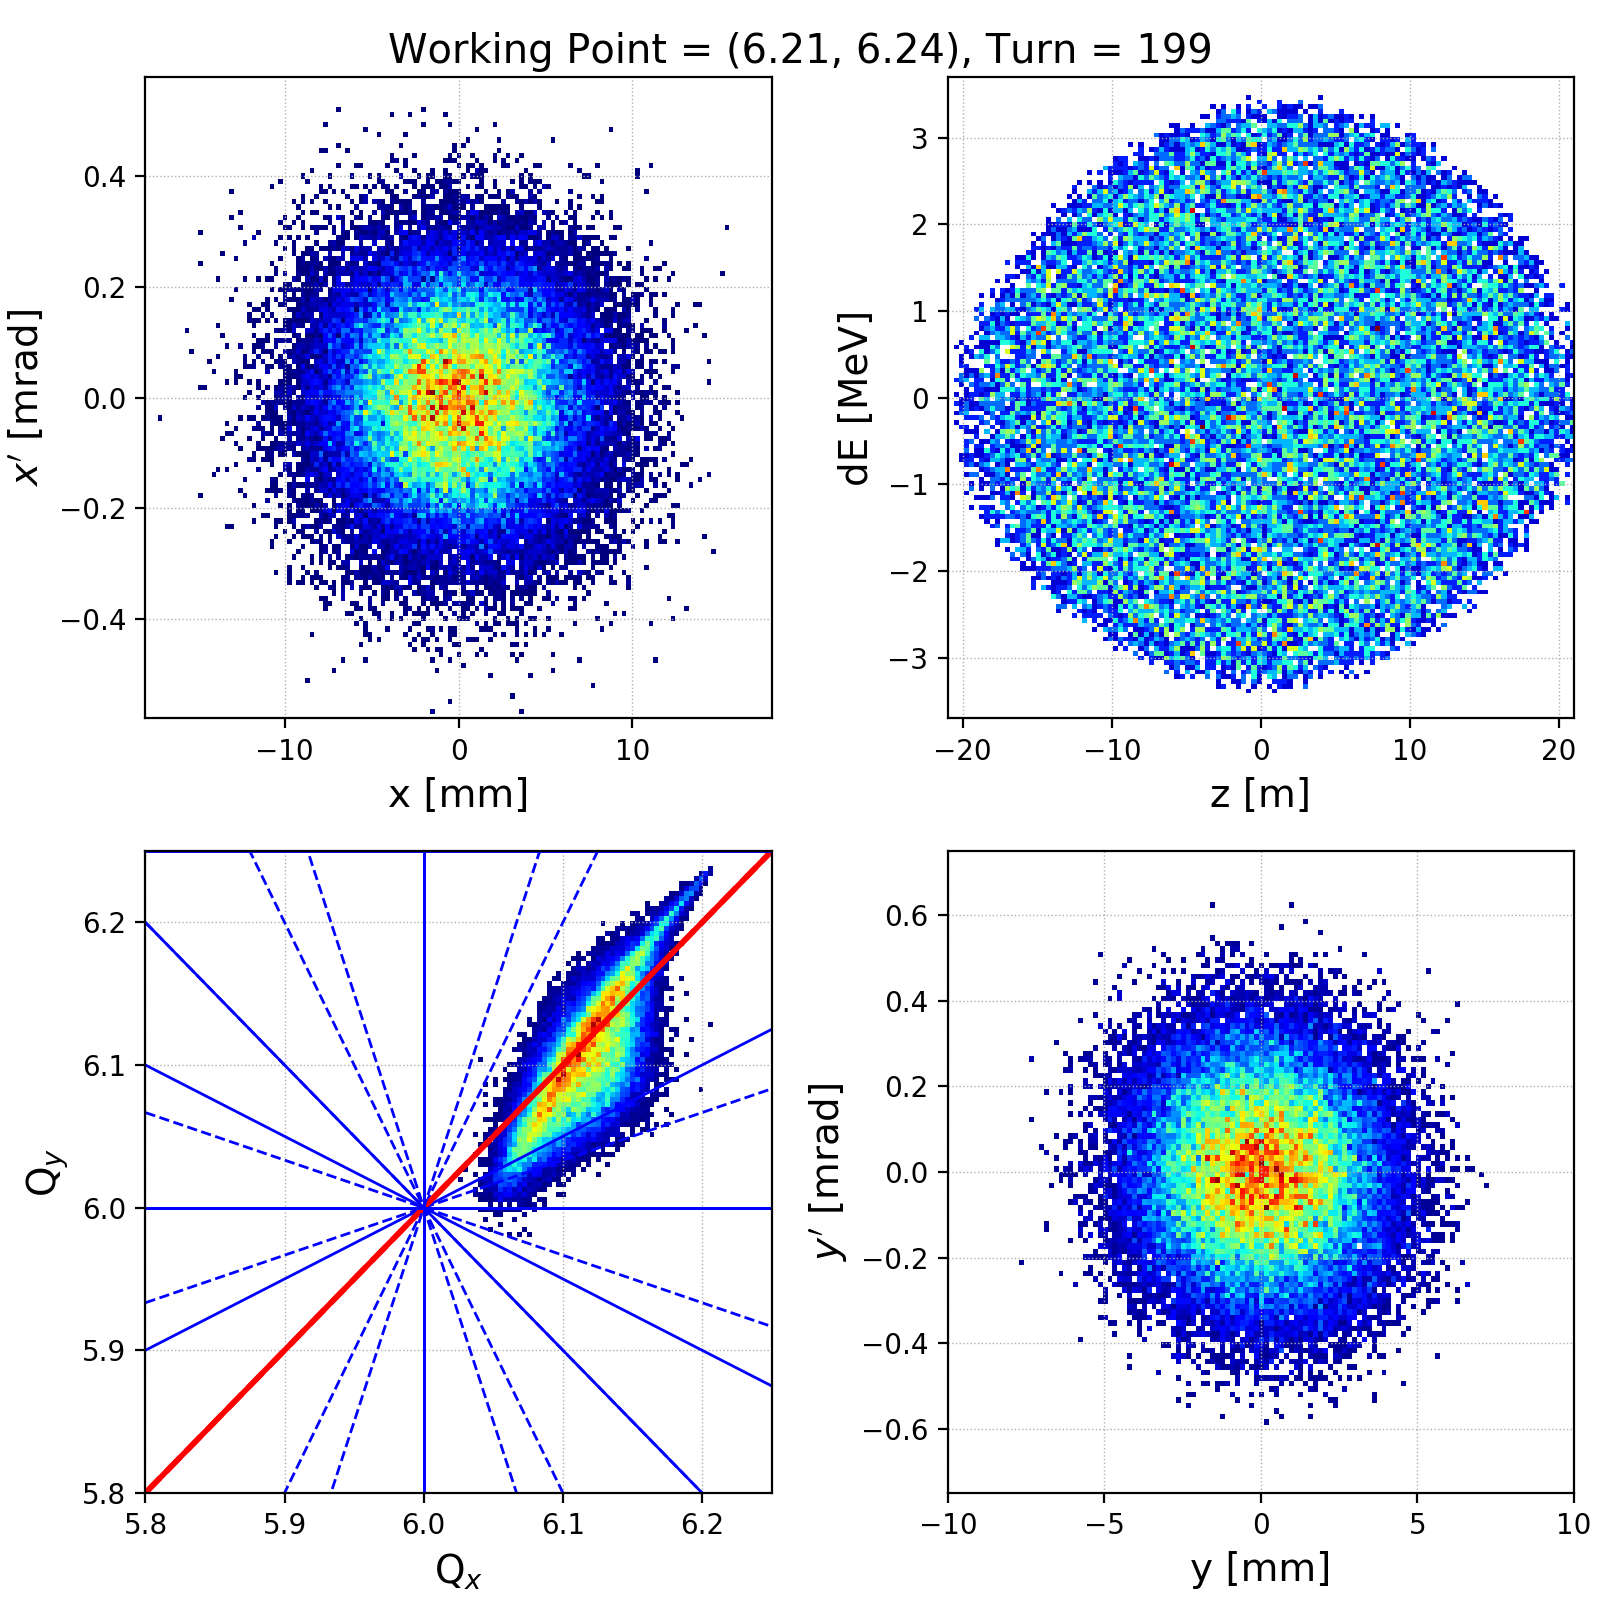 Working Point = (6.21, 6.24), Turn = 199
0.4
0.2
0.0
−0.2
−0.4
x′ [mrad]
−10 0 10
x [mm]
3
2
1
0
−1
−2
−3
dE [MeV]
−20 −10 0 10 20
z [m]
6.2
6.1
6.0
5.9
5.8
Qy
5.8 5.9 6.0 6.1 6.2
Qx
0.6
0.4
0.2
0.0
−0.2
−0.4
−0.6
y′ [mrad]
−10 −5 0 5 10
y [mm]